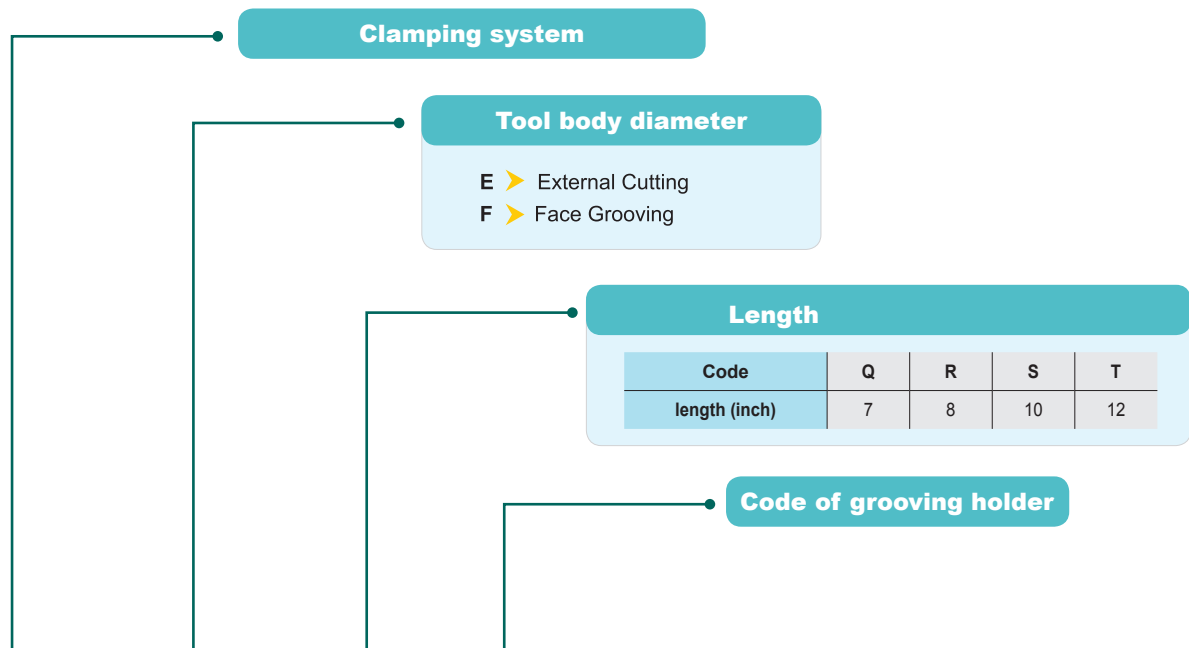 Clamping system
Tool body diameter
E ➤ External Cutting
F ➤ Face Grooving
Length
Code Q R S T
length (inch) 7 8 10 12
Code of grooving holder